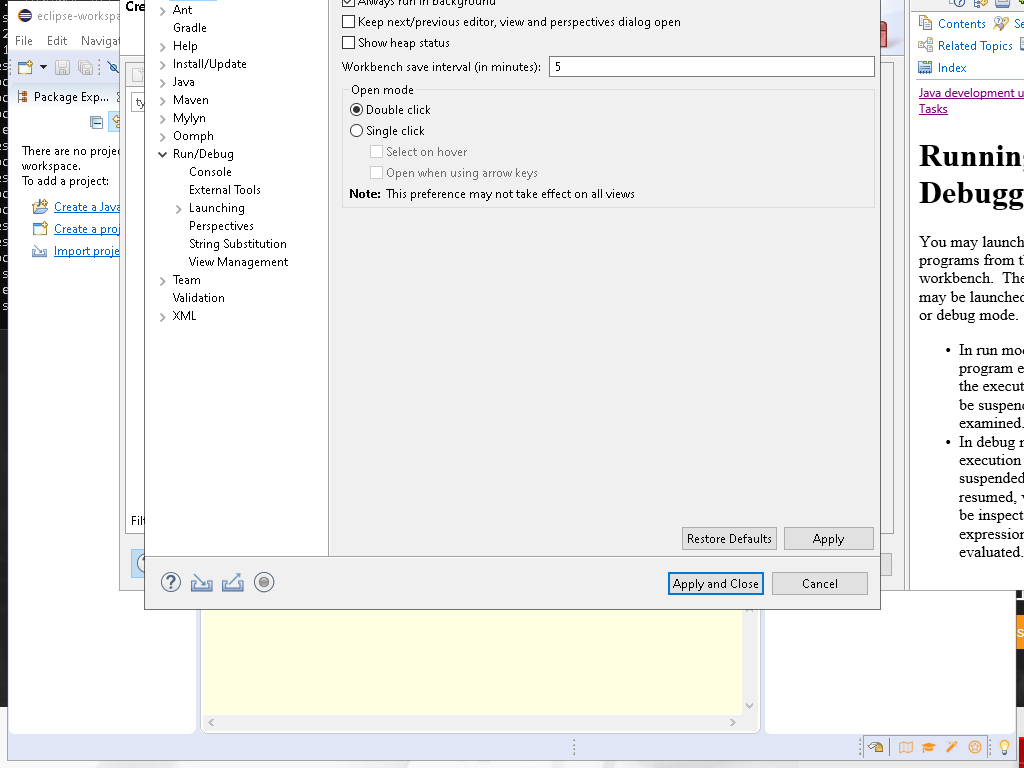 eclipse-workspa
Cre
File Edit Navigat
Package Exp...
ty
There are no projec
workspace.
To add a project:
Create a Java
Create a proj
Import proje
Filt
Ant
Gradle
Help
Install/Update
Java
Maven
Mylyn
Oomph
Run/Debug
Console
External Tools
Launching
Perspectives
String Substitution
View Management
Team
Validation
XML
Always run in background
Keep next/previous editor, view and perspectives dialog open
Show heap status
Workbench save interval (in minutes): 5
Open mode
Double click
Single click
Select on hover
Open when using arrow keys
Note: This preference may not take effect on all views
Restore Defaults Apply
Apply and Close Cancel
Contents Se
Related Topics
Index
Java development u
Tasks
Running
Debugg
You may launch
programs from th
workbench. The
may be launched
or debug mode.
• In run mod
program e
the execut
be suspend
examined.
• In debug m
execution
suspended
resumed, v
be inspect
expression
evaluated.